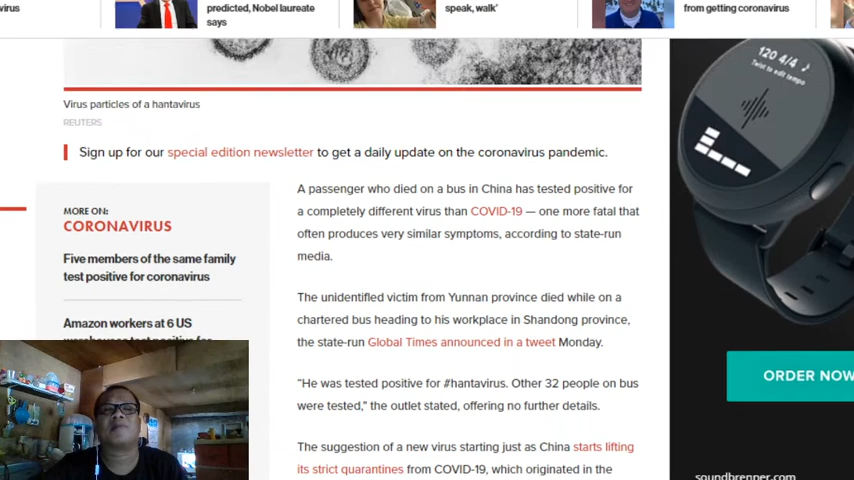 virus
predicted, Nobel laureate
says
speak, walk'
from getting coronavirus
120 4/4
Twist to edit tempo
Virus particles of a hantavirus
REUTERS
Sign up for our special edition newsletter to get a daily update on the coronavirus pandemic.
MORE ON:
CORONAVIRUS
Five members of the same family
test positive for coronavirus
Amazon workers at 6 US
warehouses test positive for
A passenger who died on a bus in China has tested positive for
a completely different virus than COVID-19 — one more fatal that
often produces very similar symptoms, according to state-run
media.
The unidentified victim from Yunnan province died while on a
chartered bus heading to his workplace in Shandong province,
the state-run Global Times announced in a tweet Monday.
"He was tested positive for #hantavirus. Other 32 people on bus
were tested,” the outlet stated, offering no further details.
The suggestion of a new virus starting just as China starts lifting
its strict quarantines from COVID-19, which originated in the
ORDER NOW
soundbrenner.com